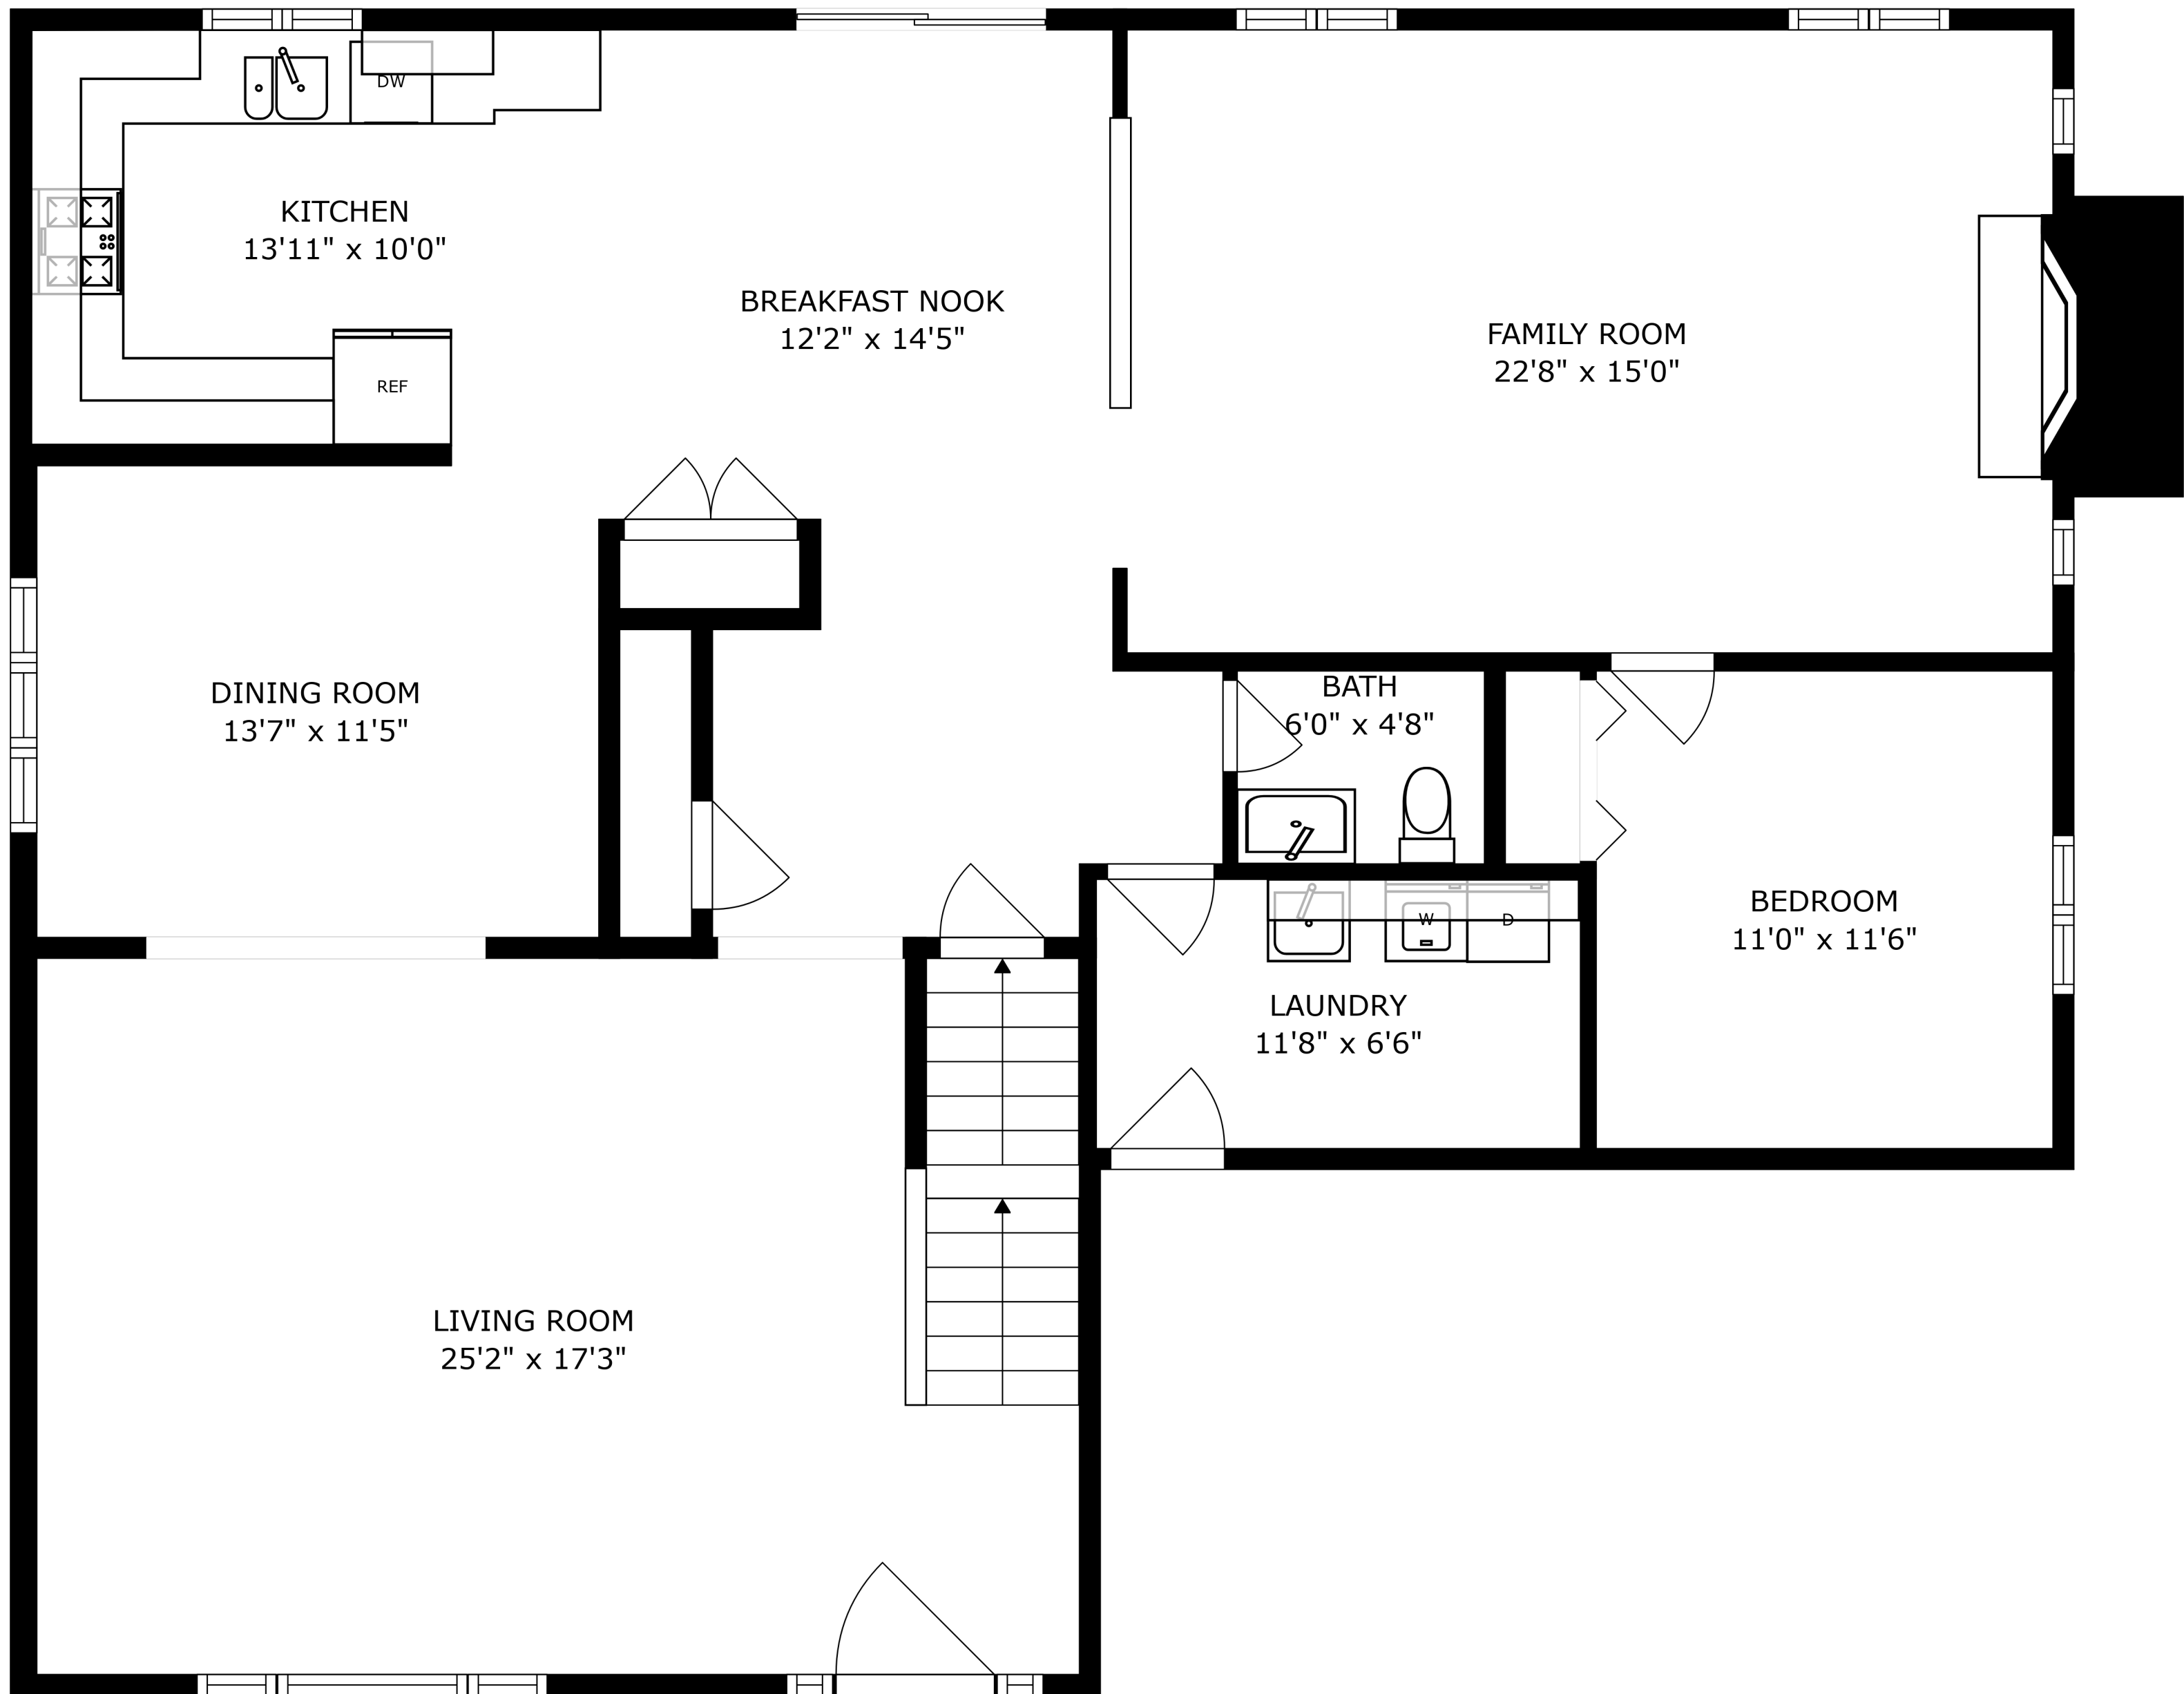 DW
KITCHEN
13'11" x 10'0"
BREAKFAST NOOK
12'2" x 14'5"
FAMILY ROOM
22'8" x 15'0"
REF
DINING ROOM
13'7" x 11'5"
BATH
6'0" x 4'8"
BEDROOM
11'0" x 11'6"
W
D
LAUNDRY
11'8" x 6'6"
LIVING ROOM
25'2" x 17'3"